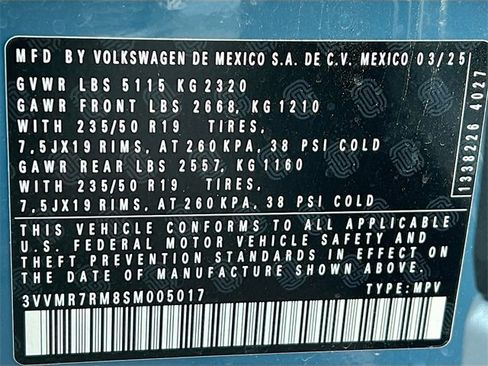 MFD BY VOLKSWAGEN DE MEXICO S.A. DE C.V. MEXICO 03/25
GVWR LBS 5115 KG 2320
GAWR FRONT LBS 2668, KG 1210
WITH 235/50 R19 TIRES,
7,5JX19 RIMS, AT 260 KPA, 38 PSI COLD
GAWR REAR LBS 2557, KG 1160
WITH 235/50 R19 TIRES,
7,5JX19 RIMS, AT 260 KPA, 38 PSI COLD
THIS VEHICLE CONFORMS TO ALL APPLICABLE
U.S. FEDERAL MOTOR VEHICLE SAFETY AND
THEFT PREVENTION STANDARDS IN EFFECT ON
THE DATE OF MANUFACTURE SHOWN ABOVE.
3VVMR7RM8SM005017 TYPE: MPV
1338226 4027